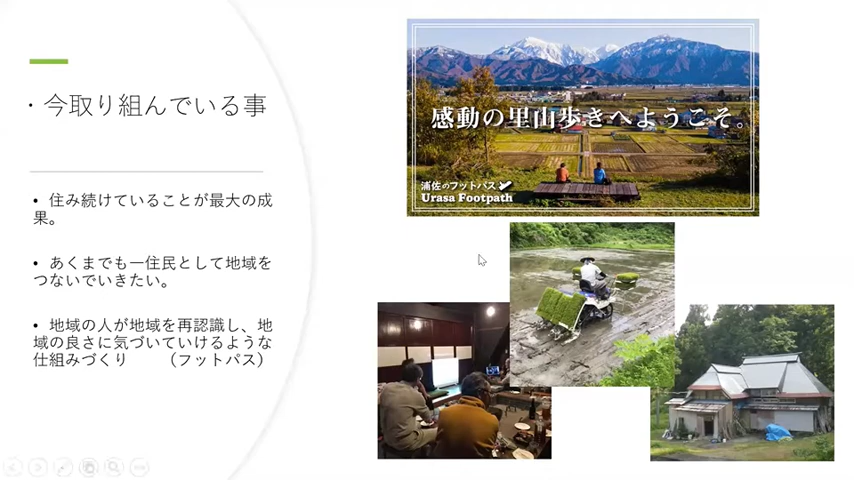 ・今取り組んでいる事
• 住み続けていることが最大の成
果。
• あくまでも一住民として地域を
つないでいきたい。
• 地域の人が地域を再認識し、地
域の良さに気づいていけるような
仕組みづくり　　（フットパス）
感動の里山歩きへようこそ。
浦佐のフットパス
Urasa Footpath